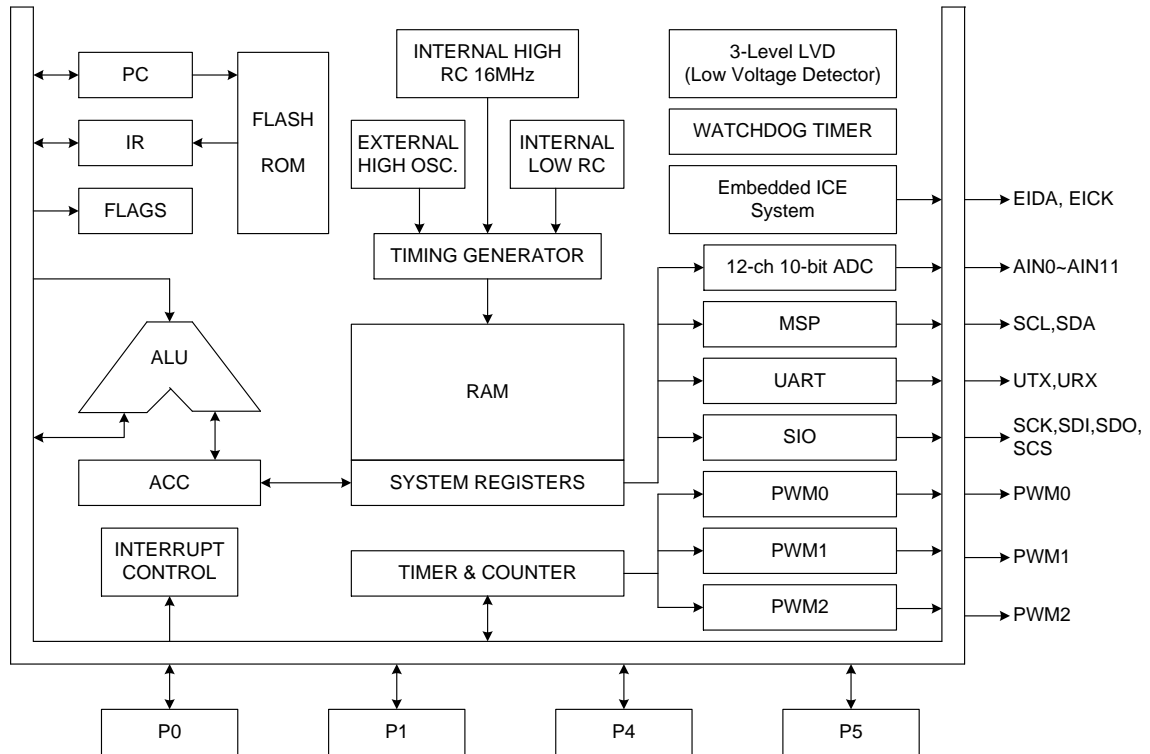 PC
IR
FLAGS
FLASH
ROM
INTERNAL HIGH
RC 16MHz
EXTERNAL
HIGH OSC.
INTERNAL
LOW RC
TIMING GENERATOR
3-Level LVD
(Low Voltage Detector)
WATCHDOG TIMER
Embedded ICE
System
EIDA, EICK
12-ch 10-bit ADC
AIN0~AIN11
MSP
SCL,SDA
ALU
RAM
UART
UTX,URX
SIO
SCK,SDI,SDO,
SCS
ACC
SYSTEM REGISTERS
PWM0
PWM0
INTERRUPT
CONTROL
TIMER & COUNTER
PWM1
PWM1
PWM2
PWM2
P0
P1
P4
P5